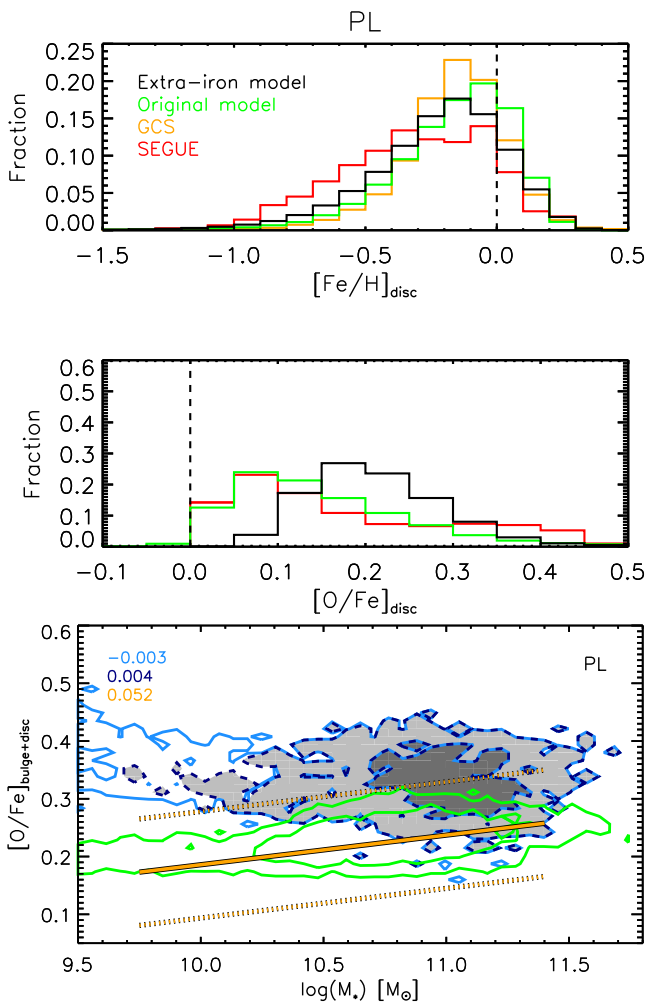 PL
0.25
0.20
0.15
0.10
0.05
0.00
Fraction
Extra-iron model
Original model
GCS
SEGUE
−1.5 −1.0 −0.5 0.0 0.5
[Fe/H]disc
0.6
0.5
0.4
0.3
0.2
0.1
0.0
Fraction
−0.1 0.0 0.1 0.2 0.3 0.4 0.5
[O/Fe]disc
0.6
0.5
0.4
0.3
0.2
0.1
[O/Fe]bulge+disc
−0.003
0.004
0.052
PL
9.5 10.0 10.5 11.0 11.5
log(M*) [M⊙]